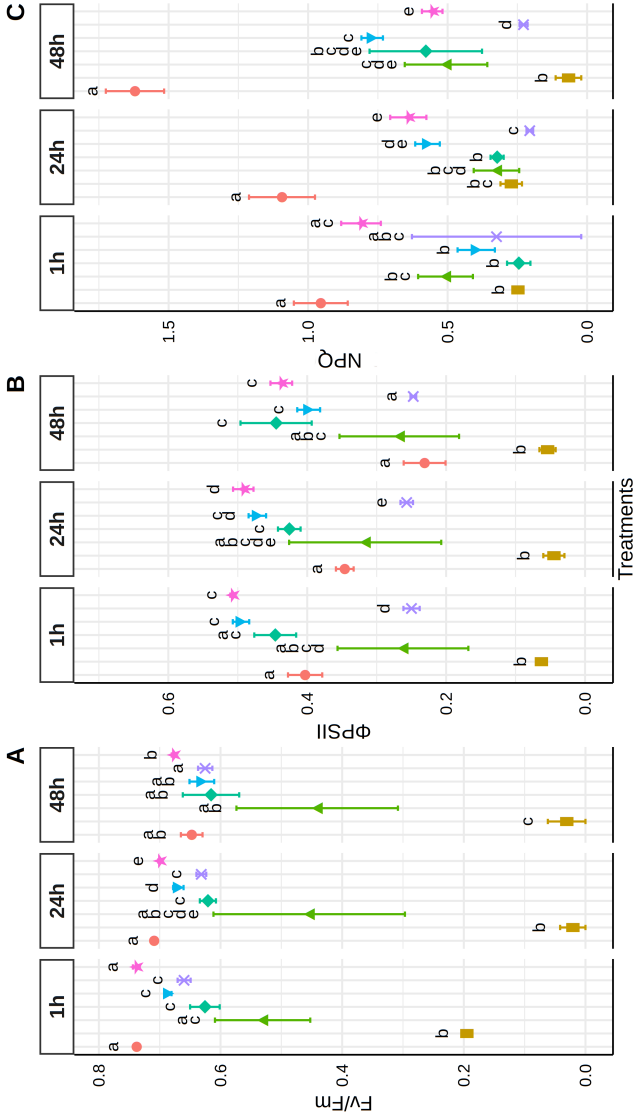 A
1h
24h
48h
Fv/Fm
0.8
0.6
0.4
0.2
0.0
a
b
a c
c
c
c
a
a
b
a b c d e
c
d
c
e
a b
c
a b
a b
a b
a
b
B
1h
24h
48h
ΦPSII
0.6
0.4
0.2
0.0
a
b
a b c d
a c
c
d
c
a
b
a b c d e
c
c d
e
d
a
b
a b c
c
c
a
c
C
1h
24h
48h
NPQ
1.5
1.0
0.5
0.0
a
b
b c
b
b
a b c
a c
a
b c
b c d
b
d e
c
e
a
b
c d e
b c d e
c
d
e
Treatments